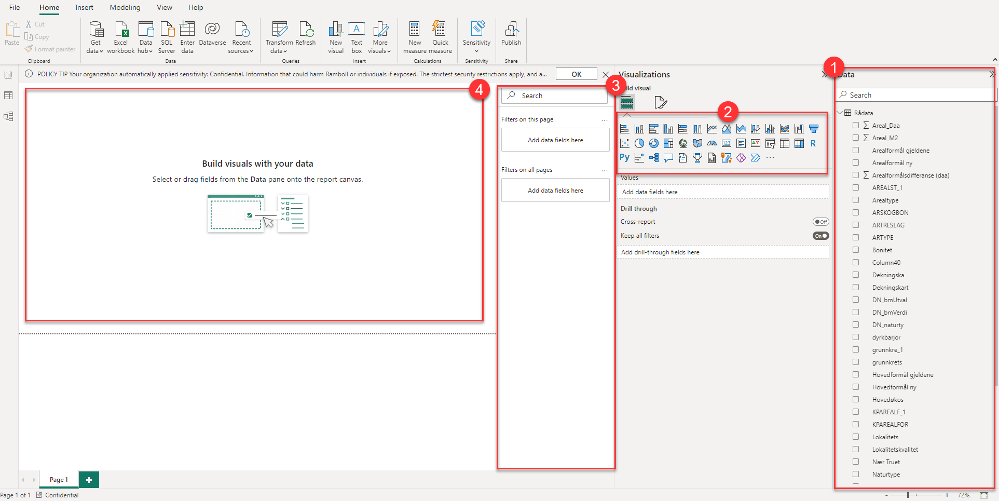 File Home Insert Modeling View Help
Paste
Cut
Copy
Format painter
Clipboard
Get data
Excel workbook
Data hub
SQL Server
Enter data
Dataverse
Recent sources
Data
Transform data
Refresh
Queries
New visual
Text box
More visuals
Insert
New measure
Quick measure
Calculations
Sensitivity
Sensitivity
Publish
Share
POLICY TIP Your organization automatically applied sensitivity: Confidential. Information that could harm Ramboll or individuals if exposed. The strictest security restrictions apply, and a...
OK
4
Build visuals with your data
Select or drag fields from the Data pane onto the report canvas.
3
Search
Filters on this page ...
Add data fields here
Filters on all pages ...
Add data fields here
Visualizations
ild visual
2
123
R
Py
...
Values
Add data fields here
Drill through
Cross-report Off
Keep all filters On
Add drill-through fields here
1
Data
Search
Rådata
Areal_Daa
Areal_M2
Arealformål gjeldene
Arealformål ny
Arealformålsdifferanse (daa)
AREALST_1
Arealtype
ARSKOGBON
ARTRESLAG
ARTYPE
Bonitet
Column40
Dekningska
Dekningskart
DN_bmUtval
DN_bmVerdi
DN_naturty
dyrkbarjor
grunnkre_1
grunnkrets
Hovedformål gjeldene
Hovedformål ny
Hovedøkos
KPAREALF_1
KPAREALFOR
Lokalitets
Lokalitetskvalitet
Nær Truet
Naturtype
Page 1
+
Page 1 of 1 Confidential
- + 72%